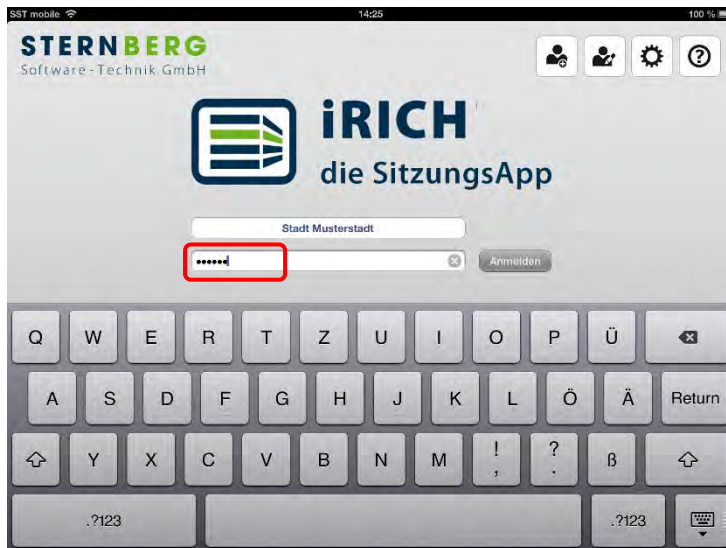 SST mobile 14:25 100 %
STERNBERG
Software-Technik GmbH
iRICH
die SitzungsApp
Stadt Musterstadt
•••••• Anmelden
Q W E R T Z U I O P Ü
A S D F G H J K L Ö Ä Return
Y X C V B N M ! , ? . ß
.?123 .?123